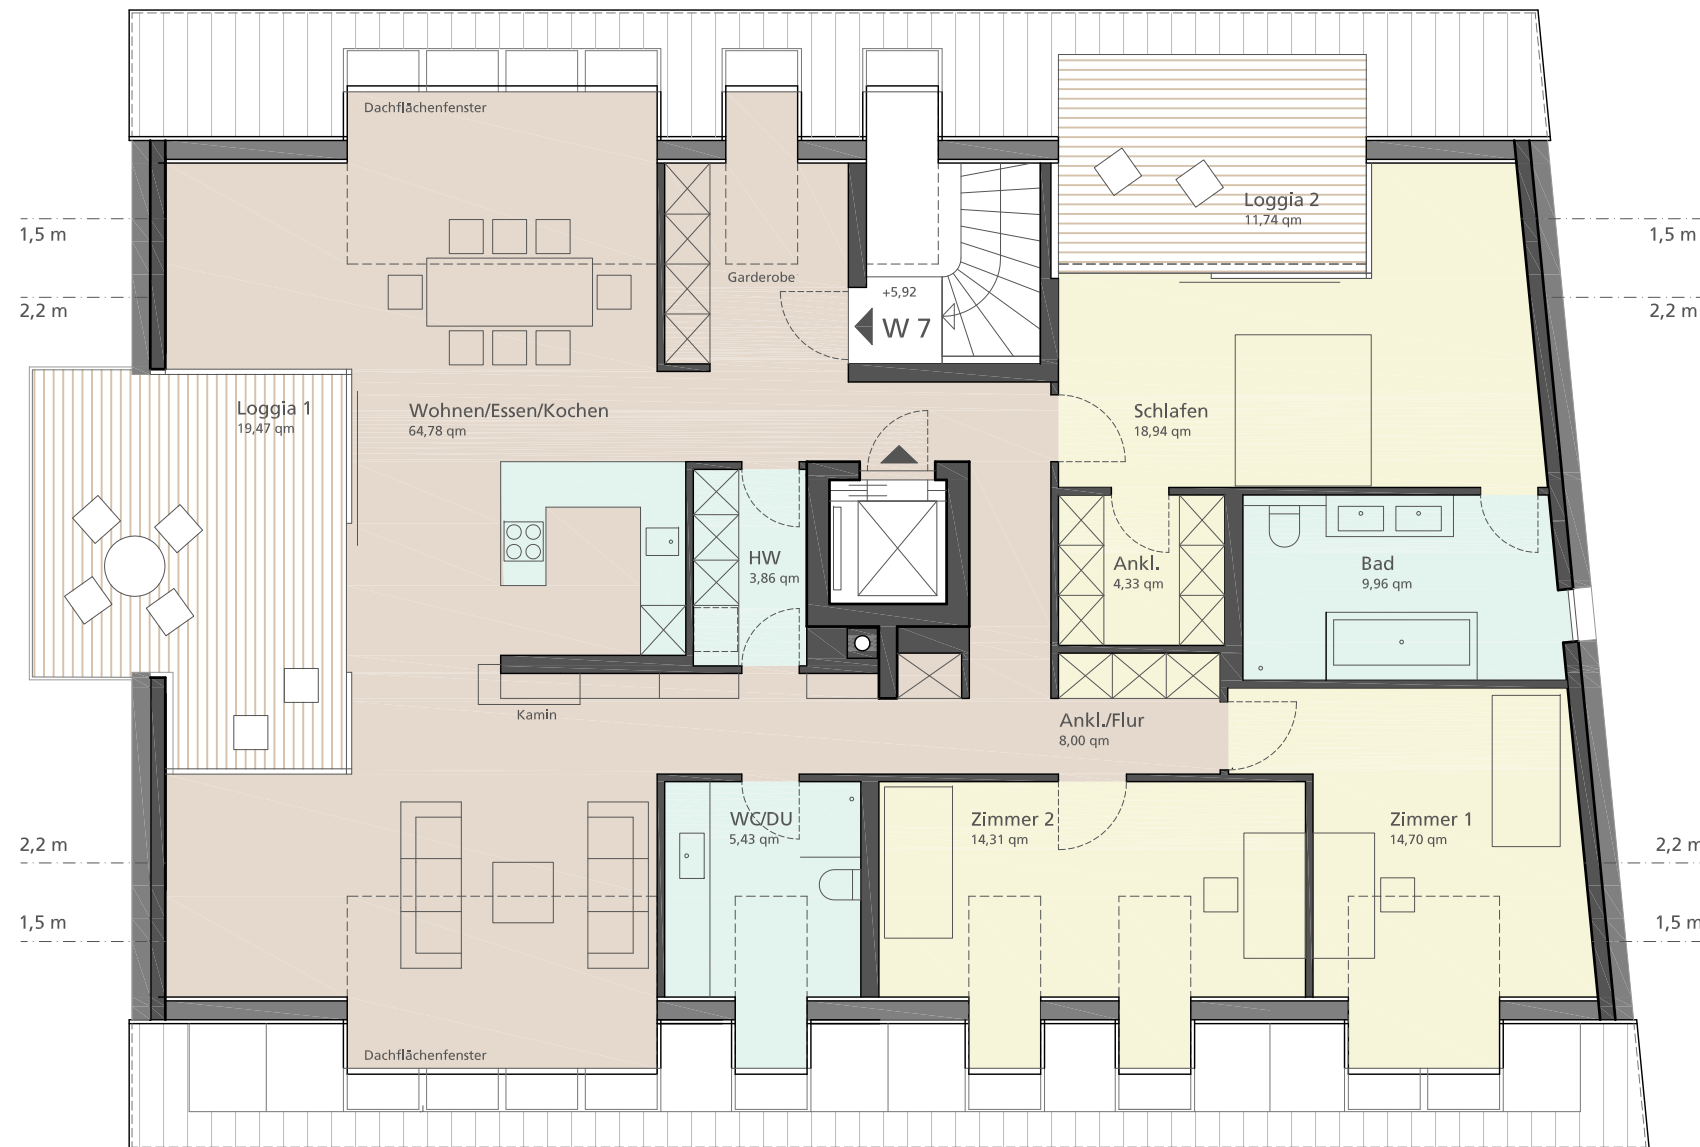 Dachflächenfenster
Loggia 2
11,74 qm
1,5 m
1,5 m
Garderobe
+5,92
2,2 m
2,2 m
W 7
Loggia 1
19,47 qm
Wohnen/Essen/Kochen
64,78 qm
Schlafen
18,94 qm
HW
3,86 qm
Ankl.
4,33 qm
Bad
9,96 qm
Kamin
Ankl./Flur
8,00 qm
WC/DU
5,43 qm
Zimmer 2
14,31 qm
Zimmer 1
14,70 qm
2,2 m
2,2 m
1,5 m
1,5 m
Dachflächenfenster